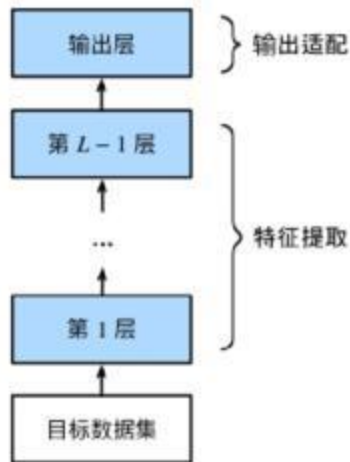 输出层
输出适配
第 L − 1 层
...
特征提取
第 1 层
目标数据集